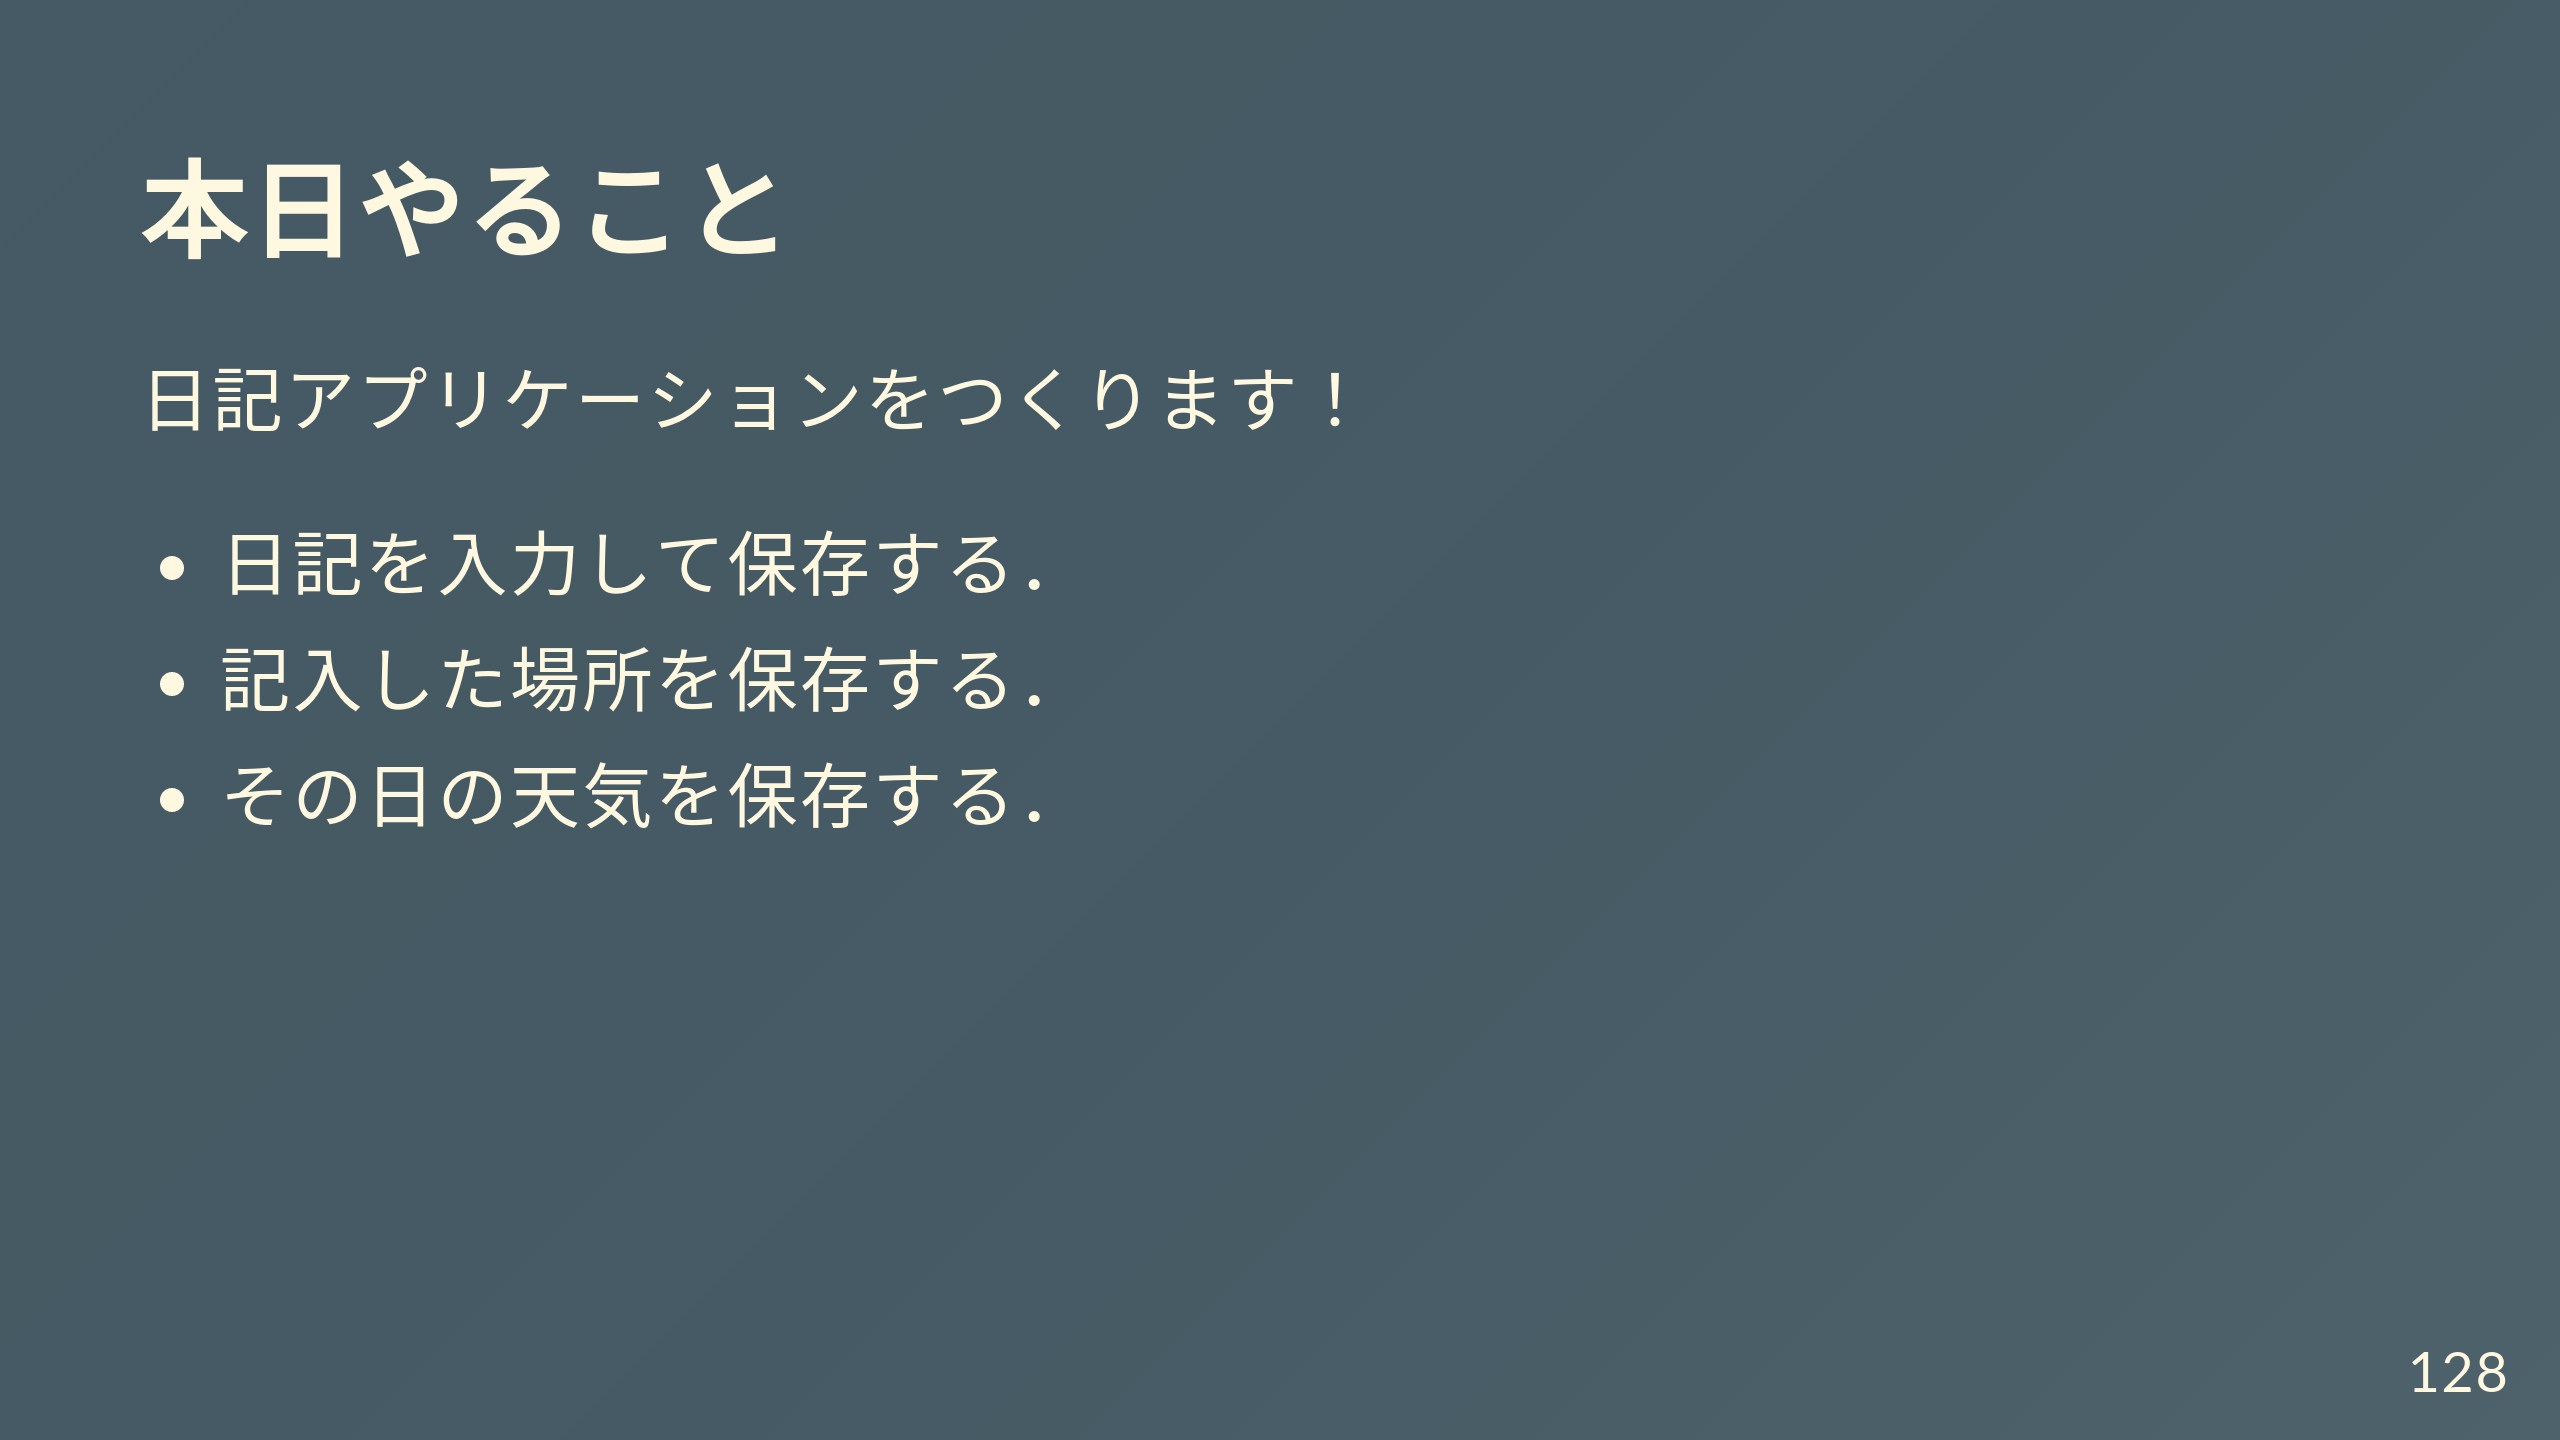 本日やること
日記アプリケーションをつくります！
• 日記を入力して保存する．
• 記入した場所を保存する．
• その日の天気を保存する．
128